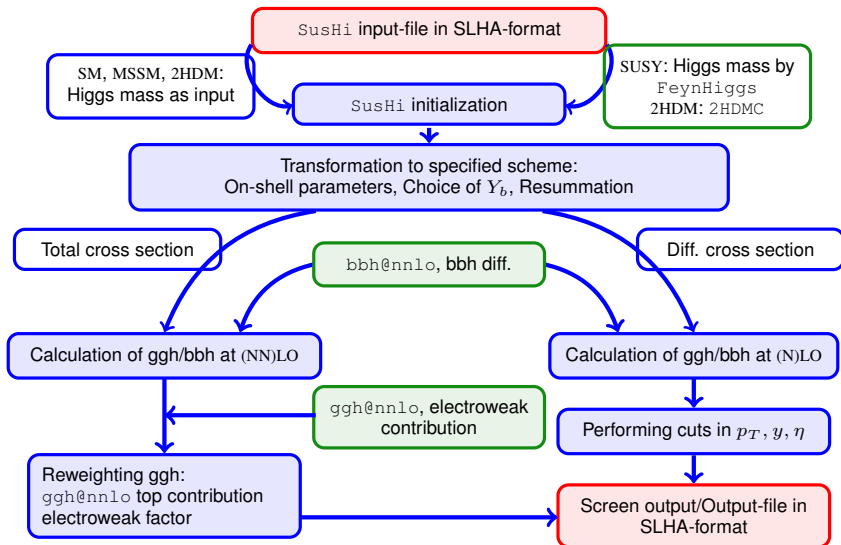 SusHi input-file in SLHA-format
SM, MSSM, 2HDM:
Higgs mass as input
SUSY: Higgs mass by
FeynHiggs
2HDM: 2HDMC
SusHi initialization
Transformation to specified scheme:
On-shell parameters, Choice of Y_b, Resummation
Total cross section
bbh@nnlo, bbh diff.
Diff. cross section
Calculation of ggh/bbh at (NN)LO
Calculation of ggh/bbh at (N)LO
ggh@nnlo, electroweak
contribution
Performing cuts in p_T, y, η
Reweighting ggh:
ggh@nnlo top contribution
electroweak factor
Screen output/Output-file in
SLHA-format